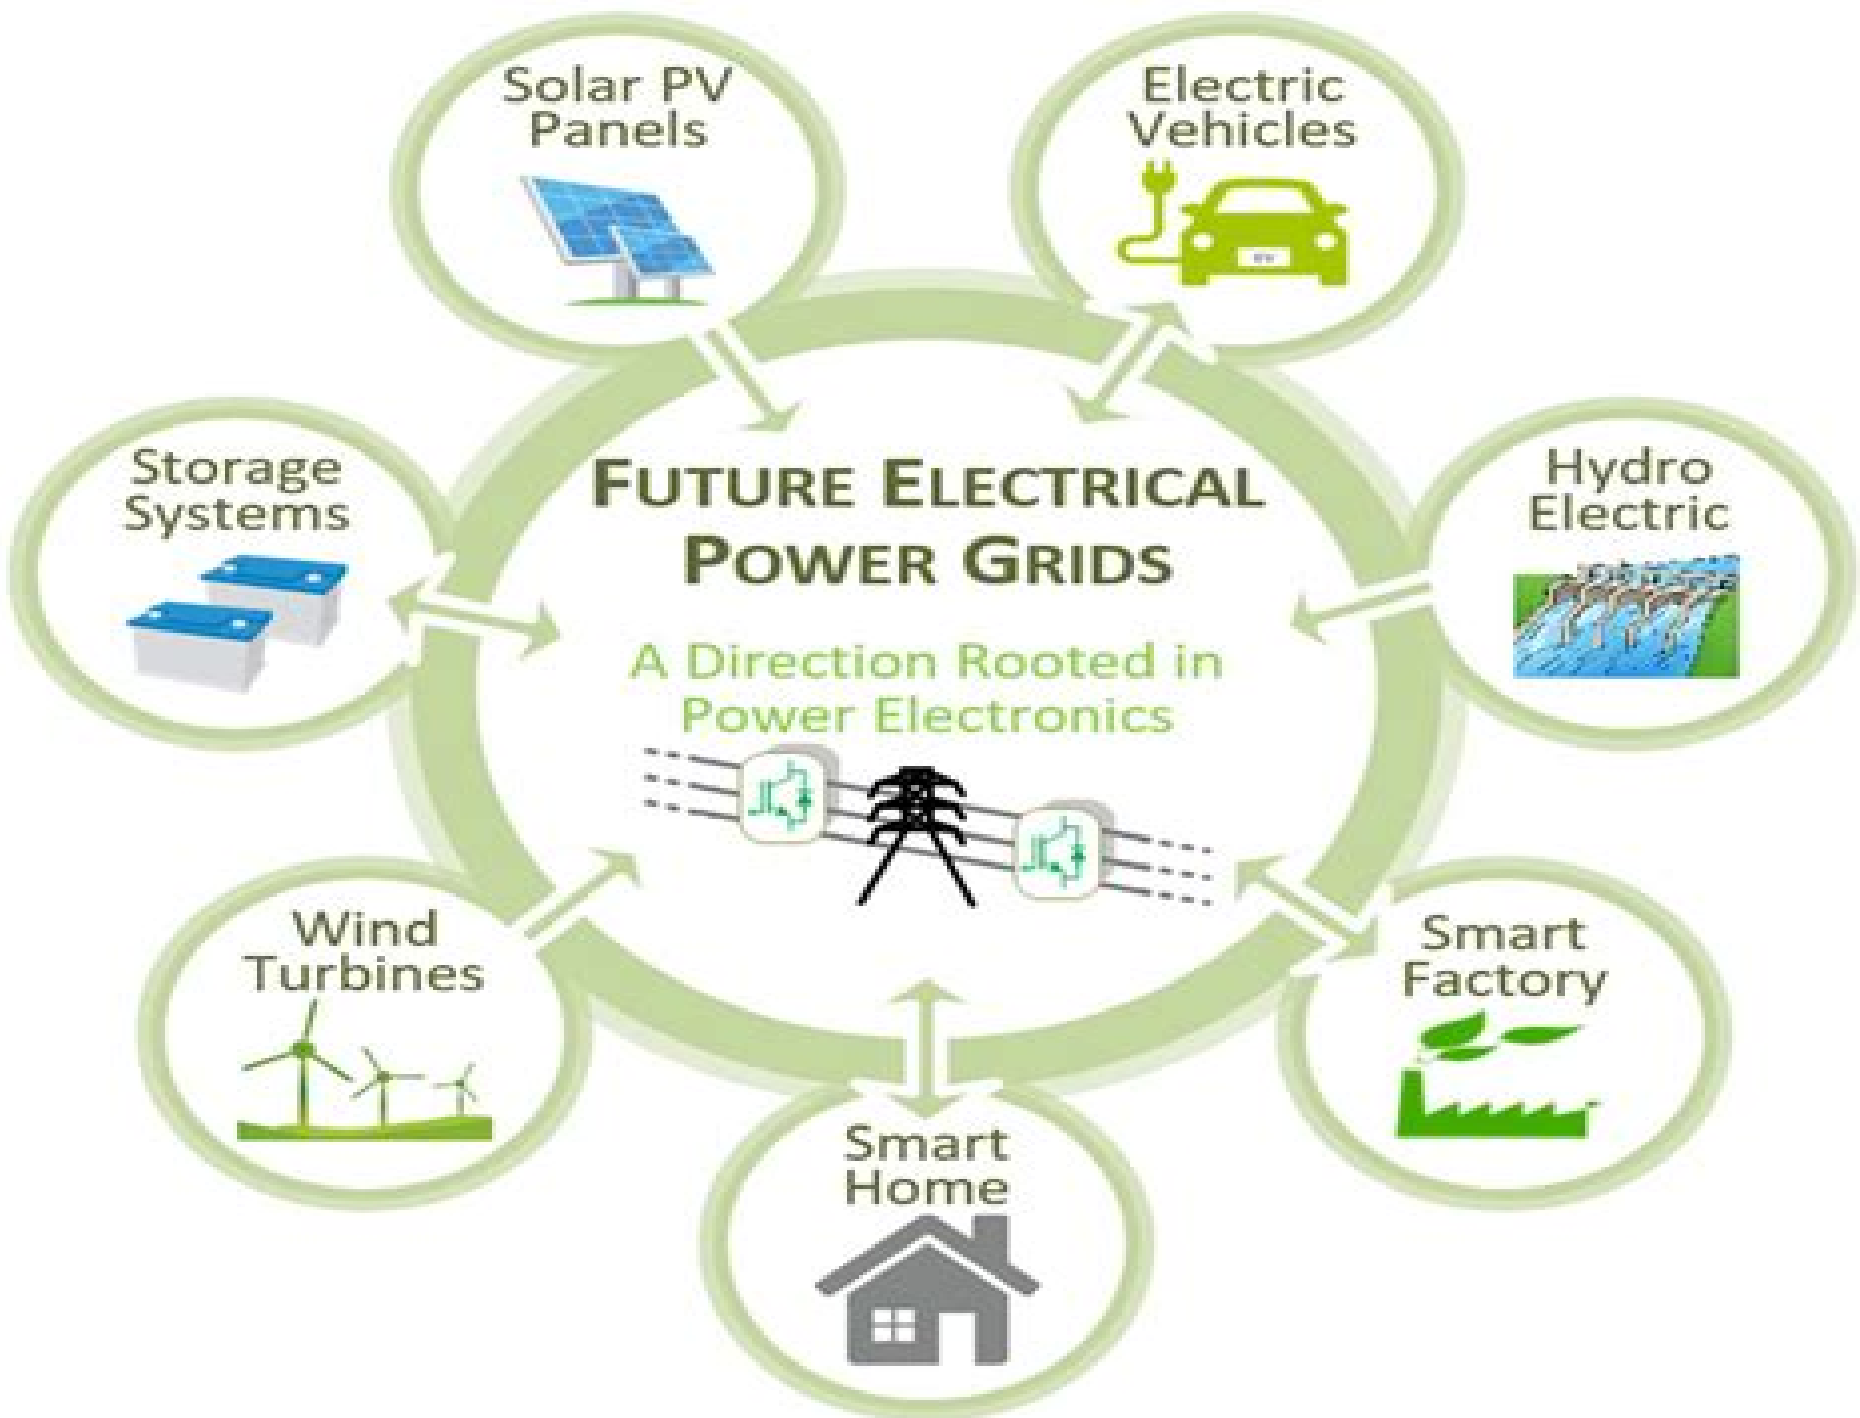 Solar PV
Panels
Electric
Vehicles
EV
Storage
Systems
Hydro
Electric
FUTURE ELECTRICAL
POWER GRIDS
A Direction Rooted in
Power Electronics
Wind
Turbines
Smart
Factory
Smart
Home